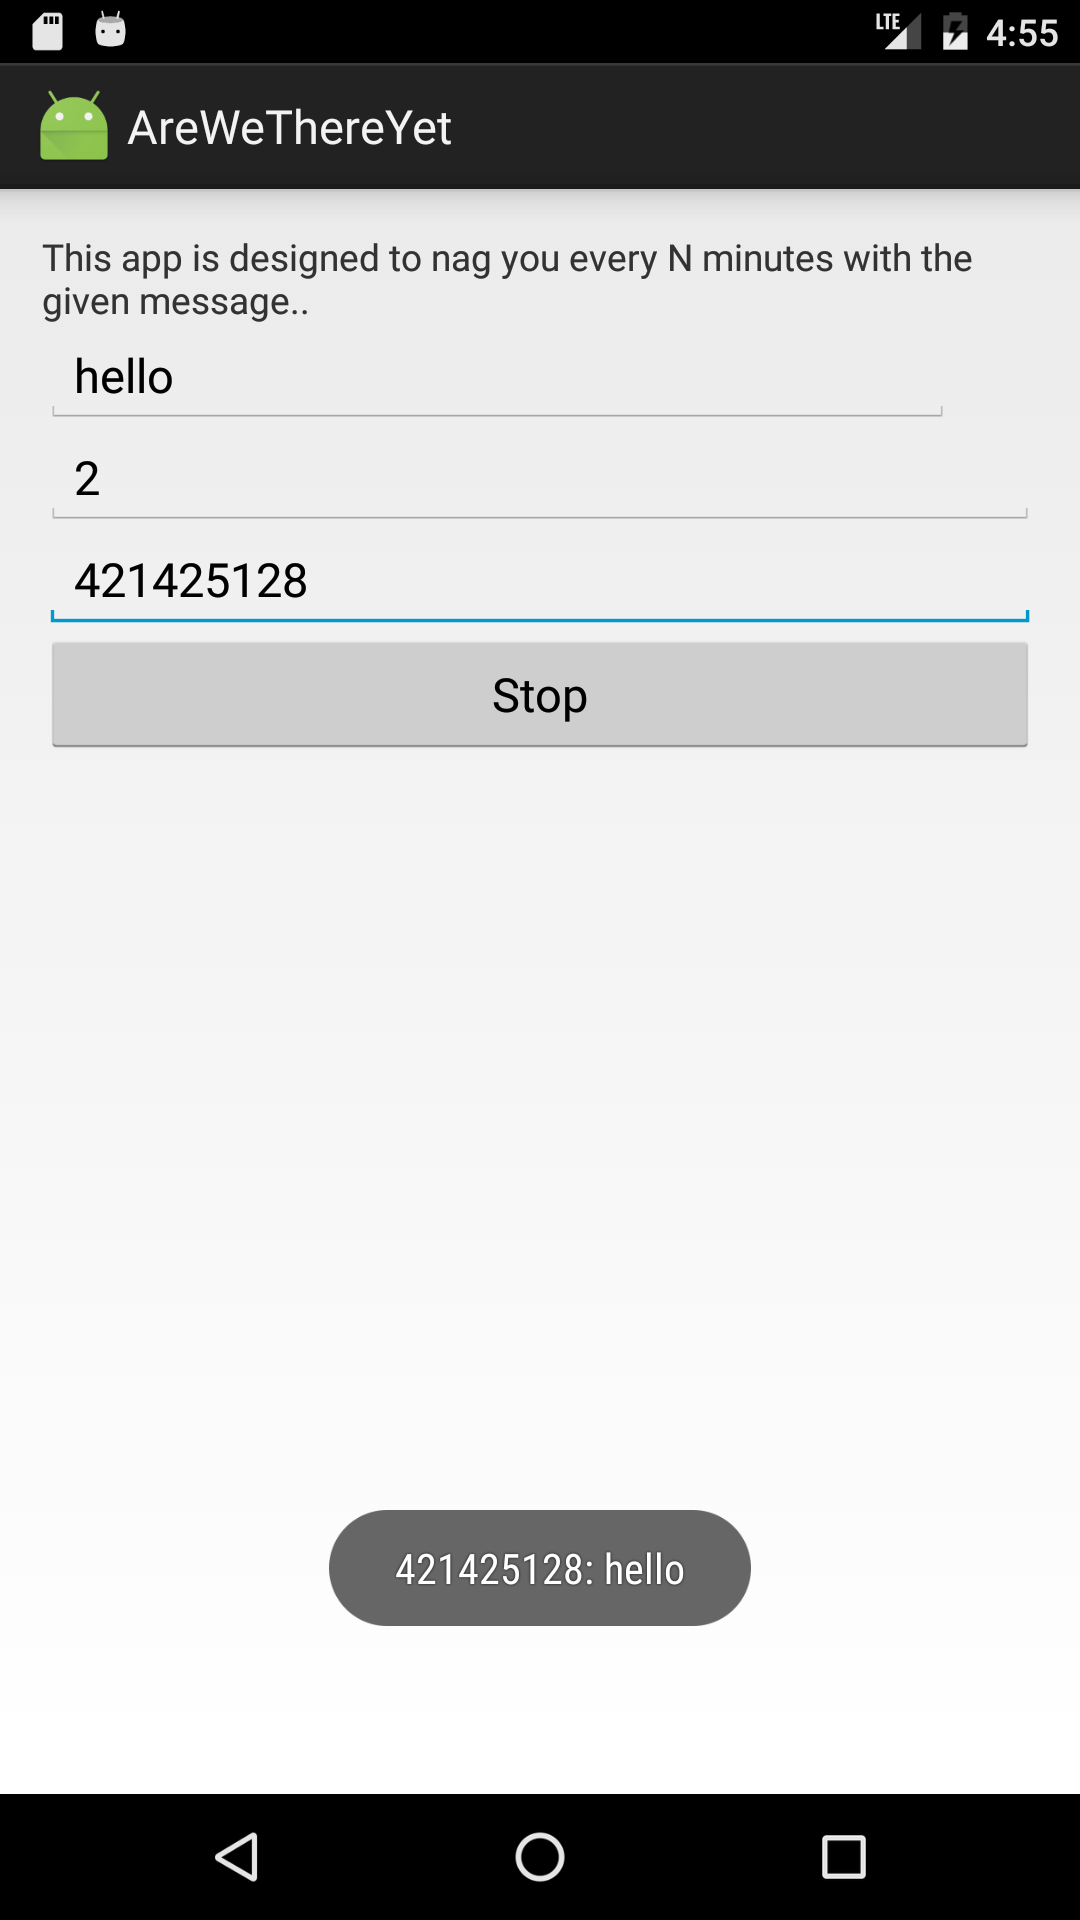 LTE 4:55
AreWeThereYet
This app is designed to nag you every N minutes with the
given message..
hello
2
421425128
Stop
421425128: hello